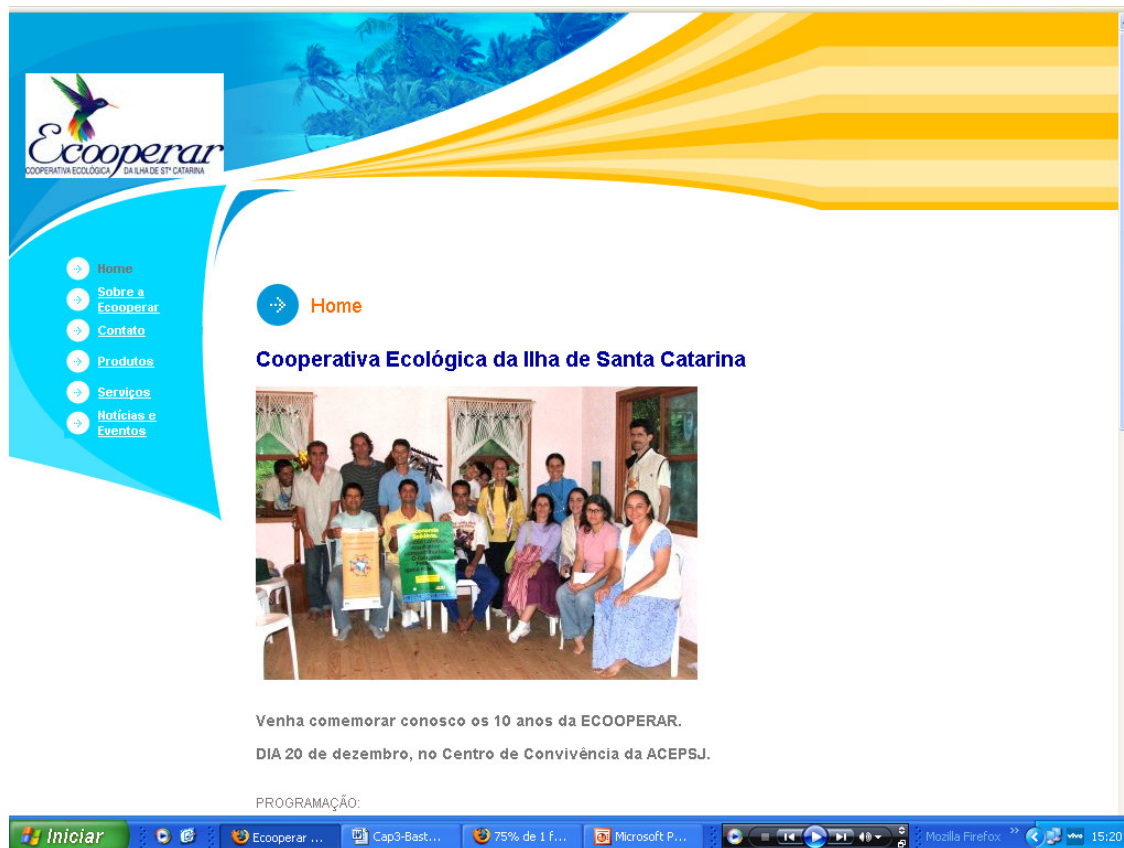 Ecooperar
COOPERATIVA ECOLÓGICA DA ILHA DE STª CATARINA
Home
Sobre a
Ecooperar
Contato
Produtos
Serviços
Notícias e
Eventos
Home
Cooperativa Ecológica da Ilha de Santa Catarina
Venha comemorar conosco os 10 anos da ECOOPERAR.
DIA 20 de dezembro, no Centro de Convivência da ACEPSJ.
PROGRAMAÇÃO:
Iniciar
Ecooperar ...
Cap3-Bast...
75% de 1 f...
Microsoft P...
Mozilla Firefox
vivo
15:20